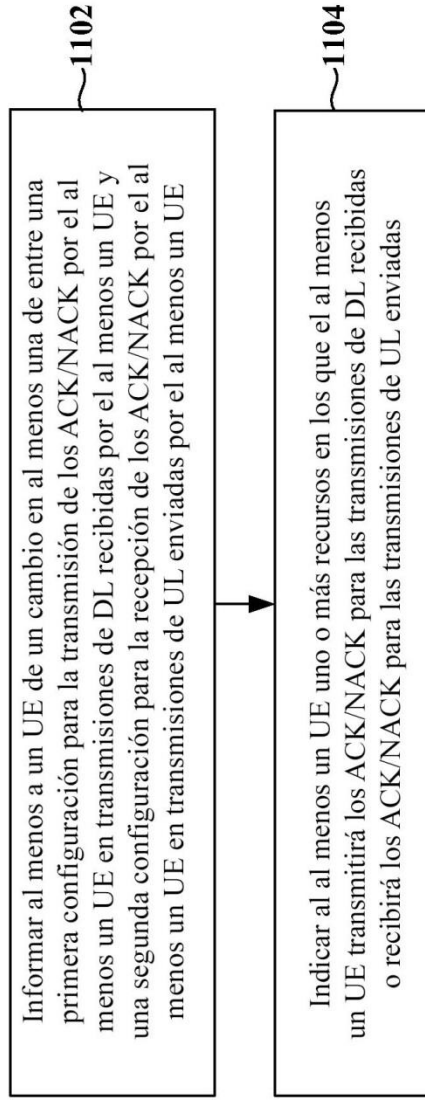 Informar al menos a un UE de un cambio en al menos una de entre una
primera configuración para la transmisión de los ACK/NACK por el al
menos un UE en transmisiones de DL recibidas por el al menos un UE y
una segunda configuración para la recepción de los ACK/NACK por el al
menos un UE en transmisiones de UL enviadas por el al menos un UE
1102
Indicar al al menos un UE uno o más recursos en los que el al menos
un UE transmitirá los ACK/NACK para las transmisiones de DL recibidas
o recibirá los ACK/NACK para las transmisiones de UL enviadas
1104